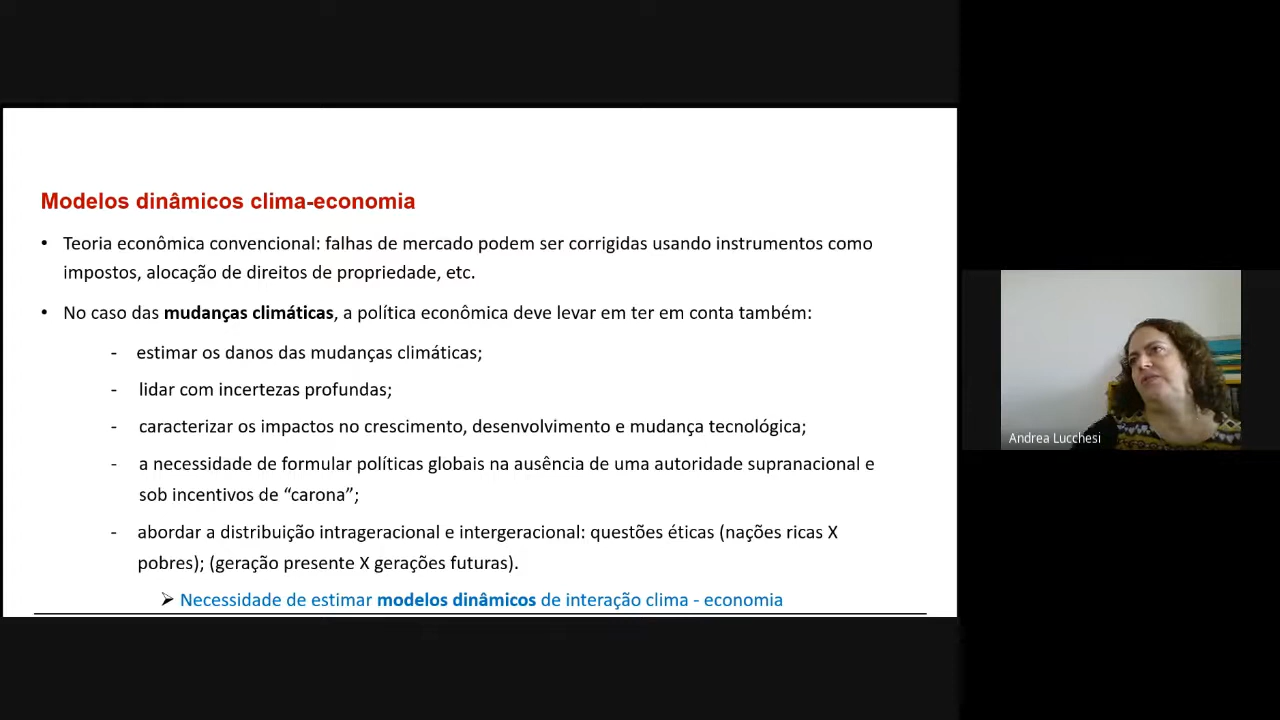 Modelos dinâmicos clima-economia
• Teoria econômica convencional: falhas de mercado podem ser corrigidas usando instrumentos como
impostos, alocação de direitos de propriedade, etc.
• No caso das mudanças climáticas, a política econômica deve levar em ter em conta também:
- estimar os danos das mudanças climáticas;
- lidar com incertezas profundas;
- caracterizar os impactos no crescimento, desenvolvimento e mudança tecnológica;
- a necessidade de formular políticas globais na ausência de uma autoridade supranacional e
sob incentivos de “carona”;
- abordar a distribuição intrageracional e intergeracional: questões éticas (nações ricas X
pobres); (geração presente X gerações futuras).
➢ Necessidade de estimar modelos dinâmicos de interação clima - economia
Andrea Lucchesi